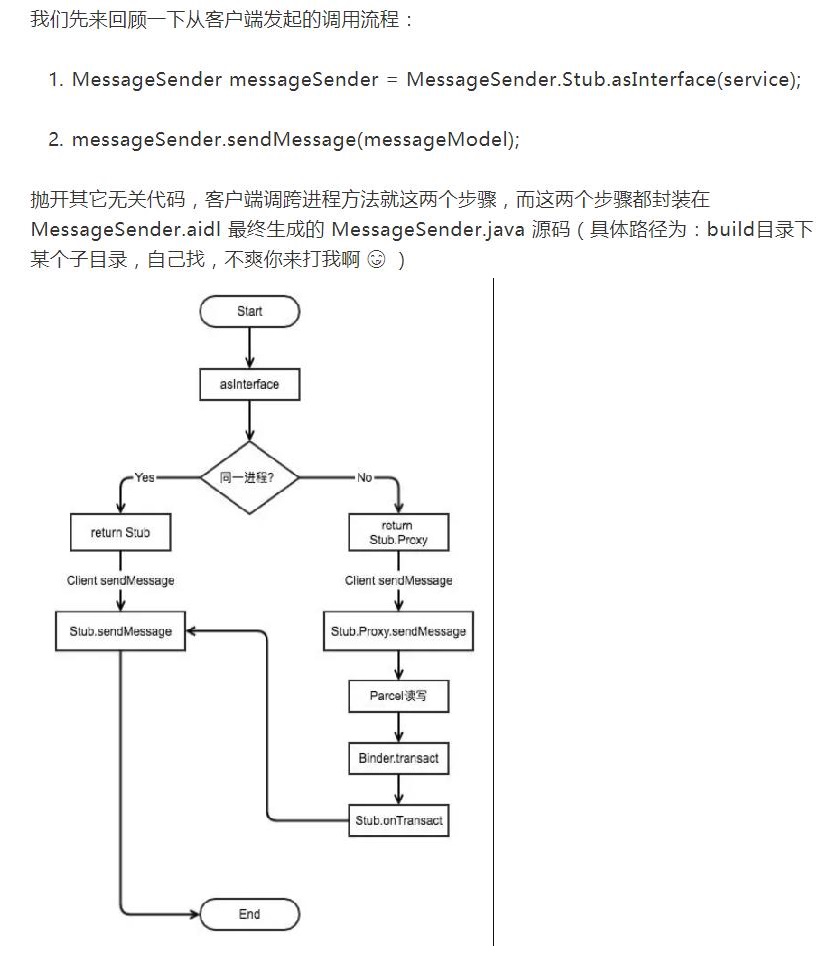 我们先来回顾一下从客户端发起的调用流程：
1. MessageSender messageSender = MessageSender.Stub.asInterface(service);
2. messageSender.sendMessage(messageModel);
抛开其它无关代码，客户端调跨进程方法就这两个步骤，而这两个步骤都封装在
MessageSender.aidl 最终生成的 MessageSender.java 源码（具体路径为：build目录下
某个子目录，自己找，不爽你来打我啊 😉 ）
Start
asInterface
同一进程?
Yes
No
return Stub
return
Stub.Proxy
Client sendMessage
Client sendMessage
Stub.sendMessage
Stub.Proxy.sendMessage
Parcel读写
Binder.transact
Stub.onTransact
End